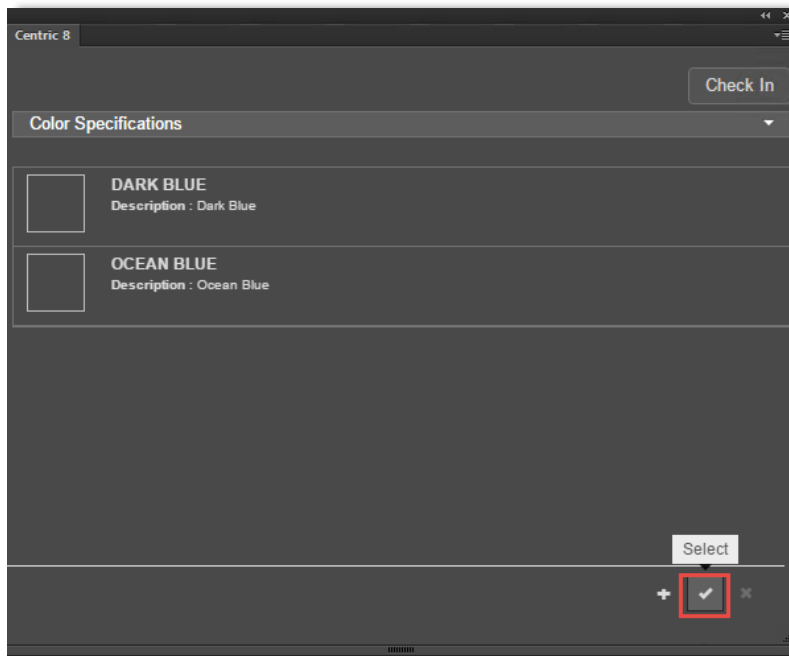 Centric 8
Check In
Color Specifications
DARK BLUE
Description : Dark Blue
OCEAN BLUE
Description : Ocean Blue
Select